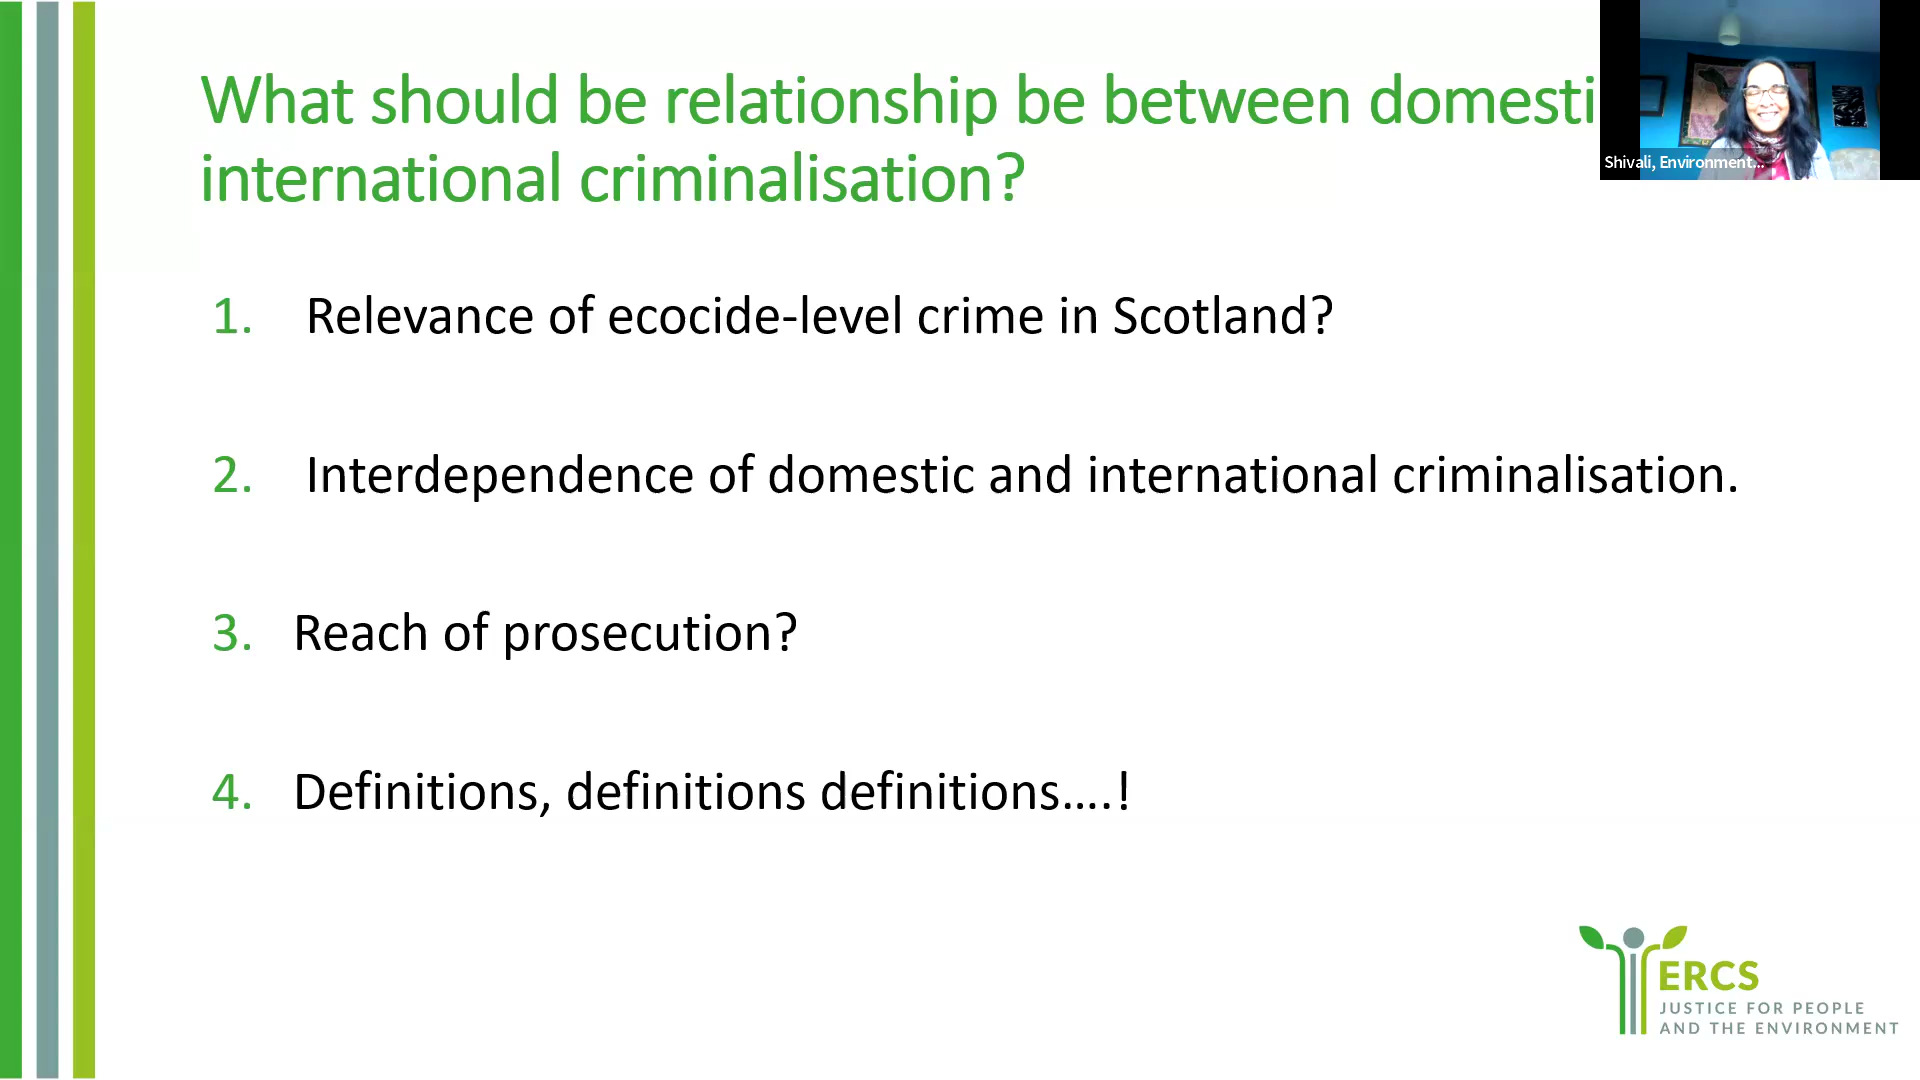 What should be relationship be between domesti
international criminalisation?
Shivali, Environment...
1. Relevance of ecocide-level crime in Scotland?
2. Interdependence of domestic and international criminalisation.
3. Reach of prosecution?
4. Definitions, definitions definitions….!
ERCS
JUSTICE FOR PEOPLE
AND THE ENVIRONMENT